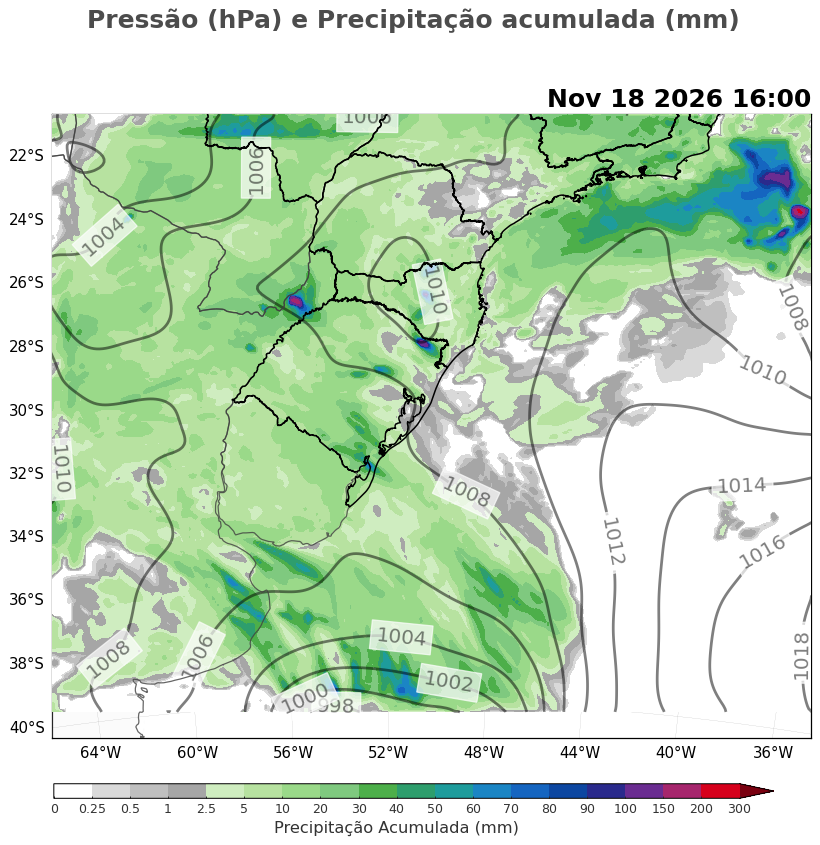 Pressão (hPa) e Precipitação acumulada (mm)
Nov 18 2026 16:00
22°S
24°S
26°S
28°S
30°S
32°S
34°S
36°S
38°S
40°S
1006
1004
1010
1008
1010
1010
1008
1014
1012
1016
1018
1008
1006
1004
1002
1000
998
64°W 60°W 56°W 52°W 48°W 44°W 40°W 36°W
0 0.25 0.5 1 2.5 5 10 20 30 40 50 60 70 80 90 100 150 200 300
Precipitação Acumulada (mm)